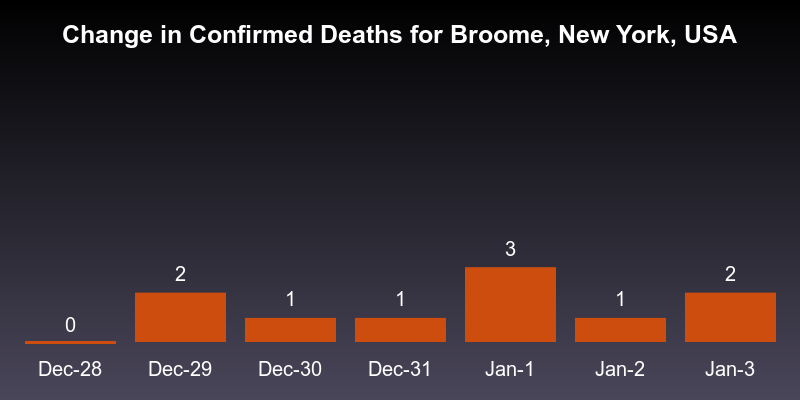 Change in Confirmed Deaths for Broome, New York, USA
3
2 2
1 1 1
0
Dec-28 Dec-29 Dec-30 Dec-31 Jan-1 Jan-2 Jan-3